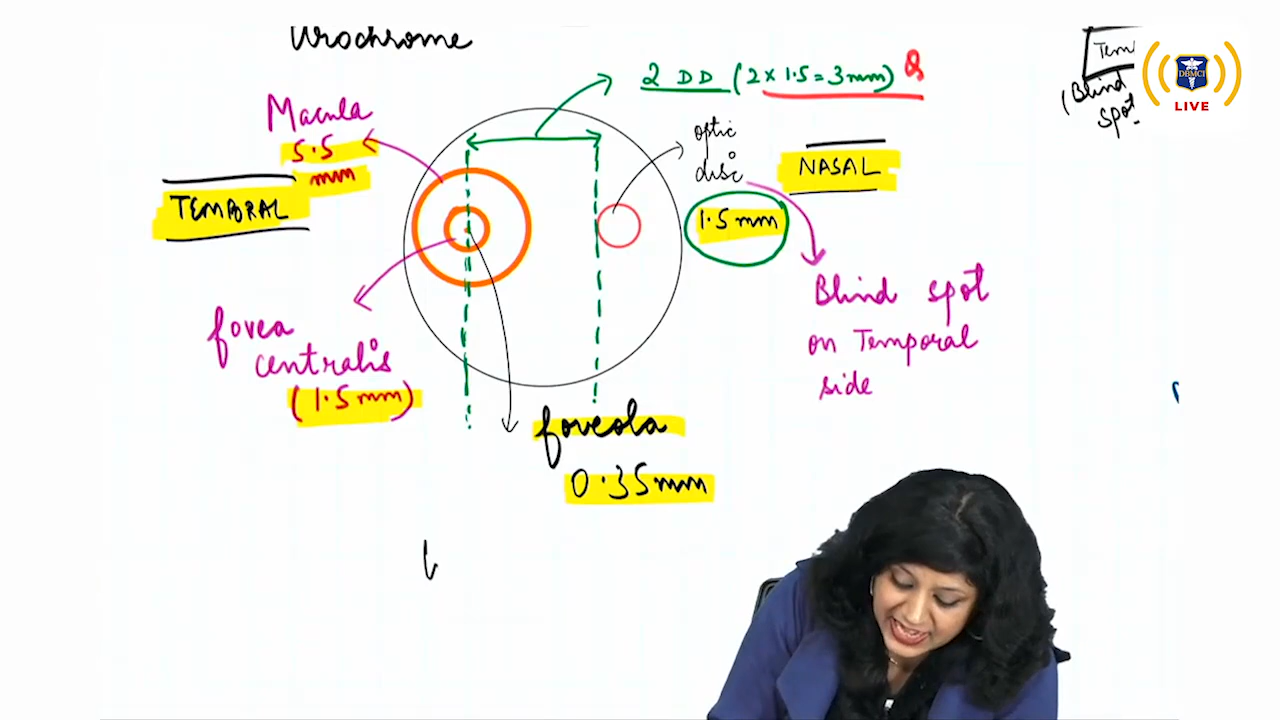 Urochrome
2 DD (2 x 1.5 = 3 mm)
Macula
5.5
mm
optic
disc
NASAL
TEMPORAL
1.5 mm
Blind spot
on Temporal
side
fovea
centralis
(1.5 mm)
foveola
0.35 mm
Tem
(Blind
spot
DBMCI
LIVE